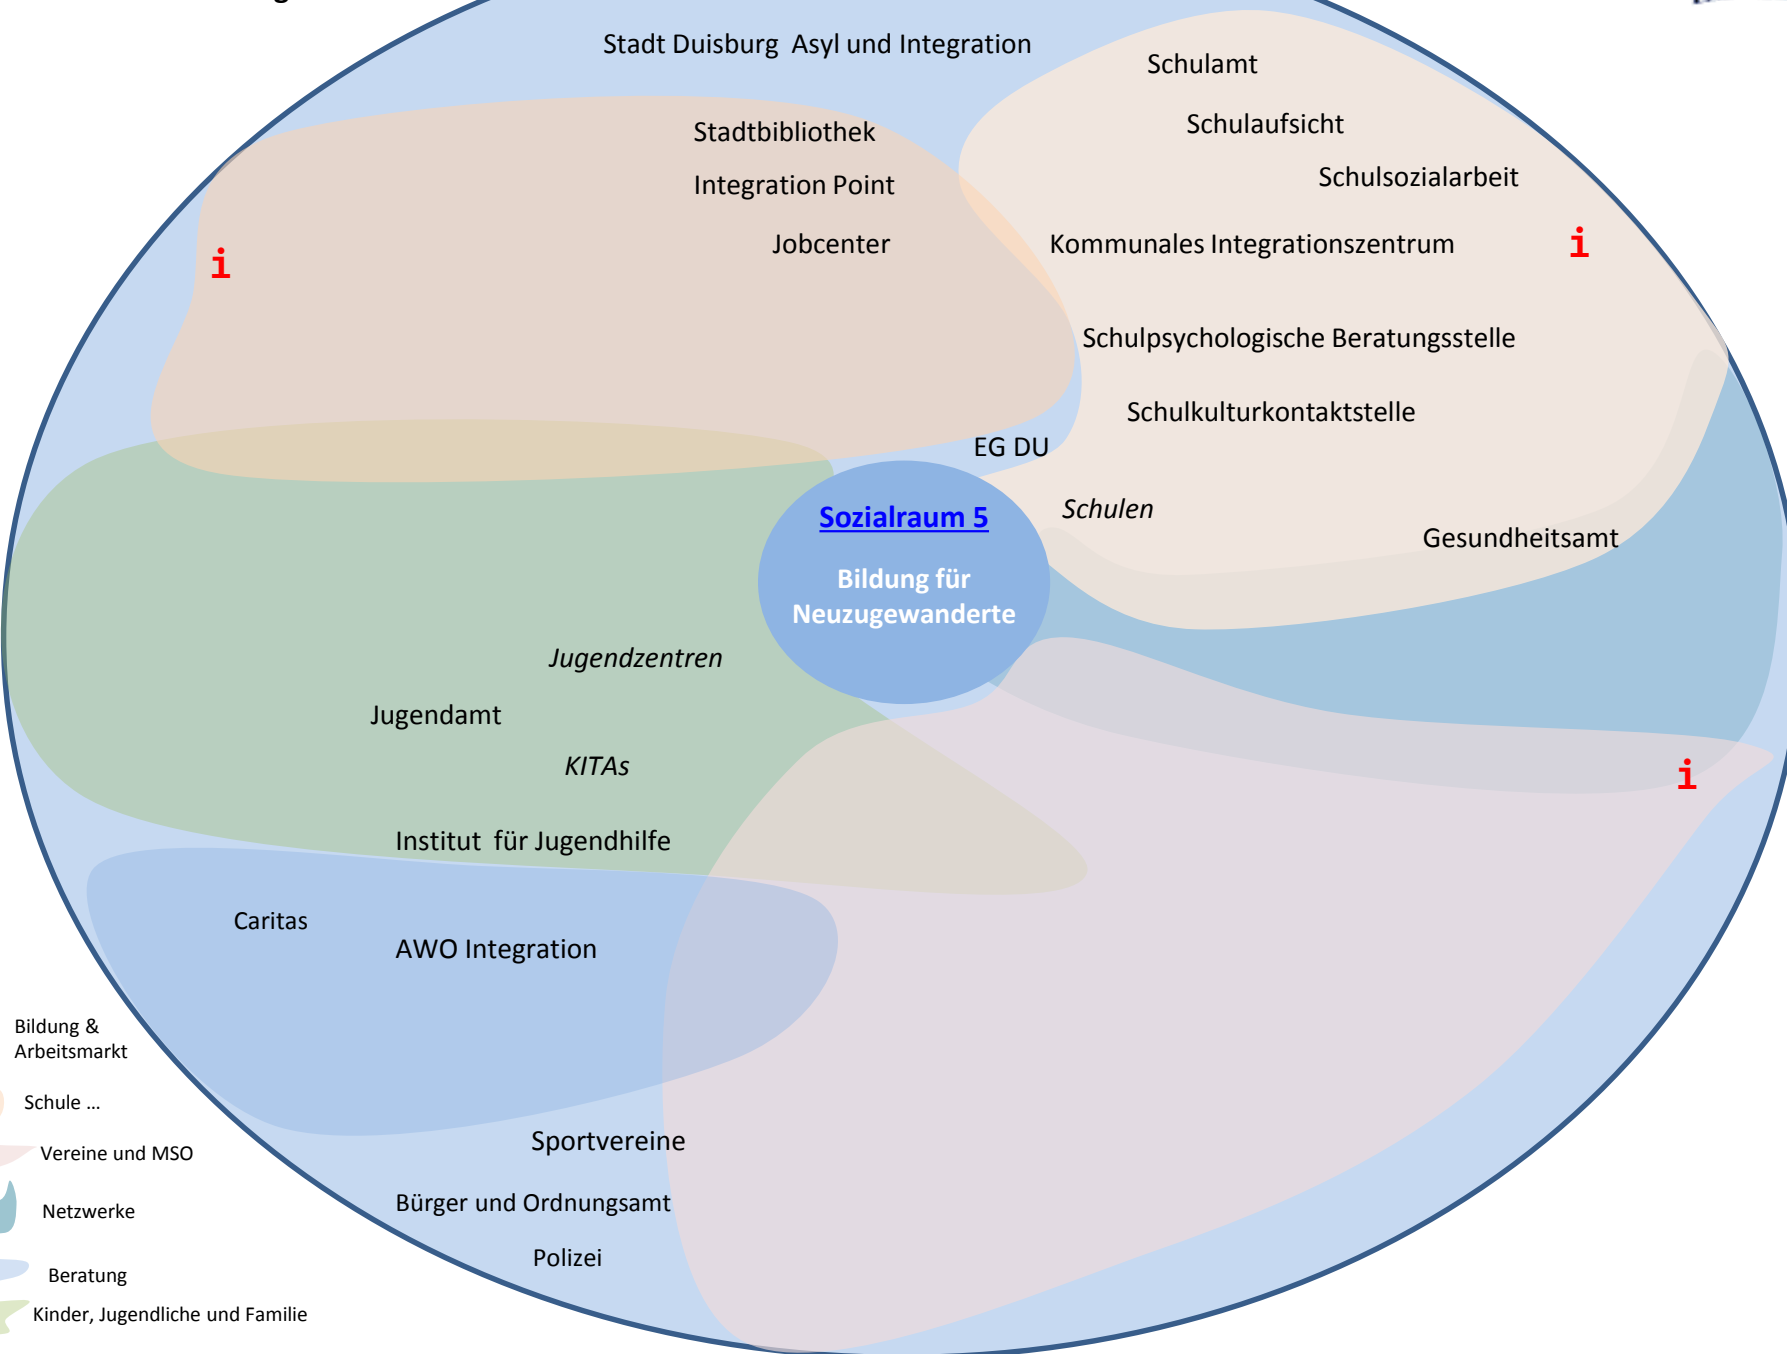 Stadt Duisburg  Asyl und Integration
Schulamt
Stadtbibliothek
Schulaufsicht
Integration Point
Schulsozialarbeit
Jobcenter
Kommunales Integrationszentrum
i
i
Schulpsychologische Beratungsstelle
Schulkulturkontaktstelle
EG DU
Schulen
Sozialraum 5
Bildung für
Neuzugewanderte
Gesundheitsamt
Jugendzentren
Jugendamt
KITAs
i
Institut  für Jugendhilfe
Caritas
AWO Integration
Sportvereine
Bürger und Ordnungsamt
Polizei
Bildung &
Arbeitsmarkt
Schule ...
Vereine und MSO
Netzwerke
Beratung
Kinder, Jugendliche und Familie